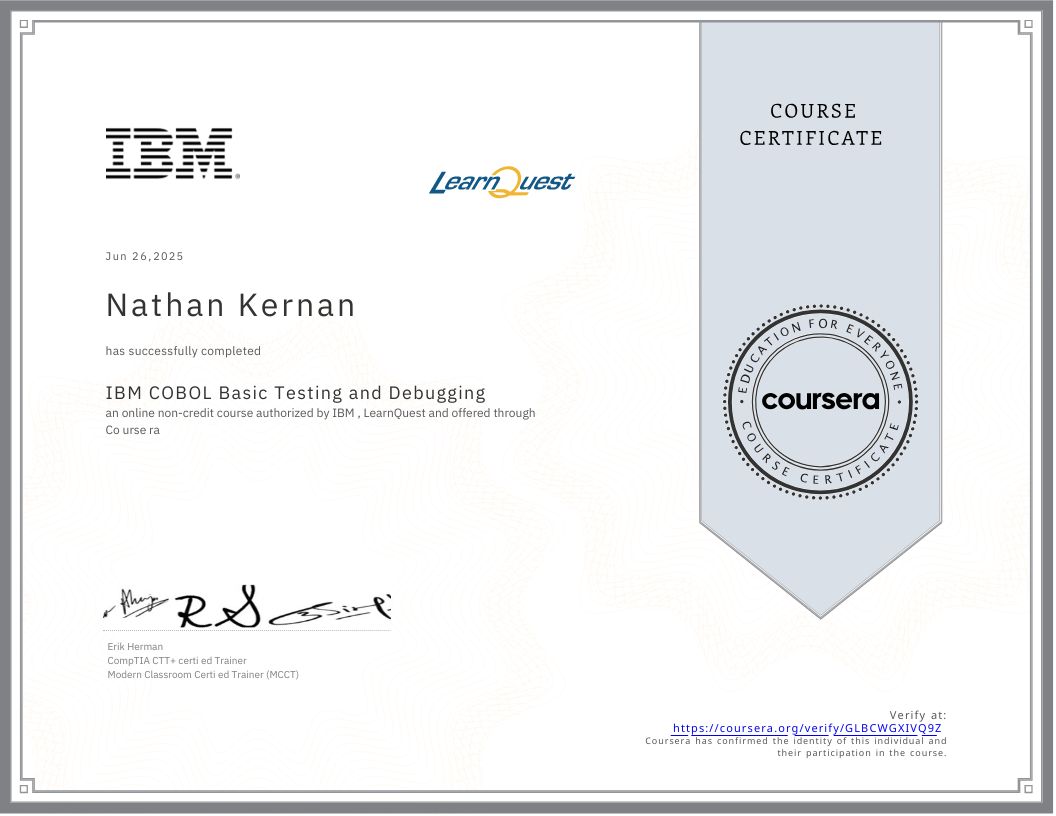 COURSE
CERTIFICATE
IBM
LearnQuest
Jun 26,2025
Nathan Kernan
has successfully completed
IBM COBOL Basic Testing and Debugging
an online non-credit course authorized by IBM , LearnQuest and offered through
Co urse ra
EDUCATION FOR EVERYONE
coursera
COURSE CERTIFICATE
Erik Herman
CompTIA CTT+ certi ed Trainer
Modern Classroom Certi ed Trainer (MCCT)
Verify at:
https://coursera.org/verify/GLBCWGXIVQ9Z
Coursera has confirmed the identity of this individual and
their participation in the course.